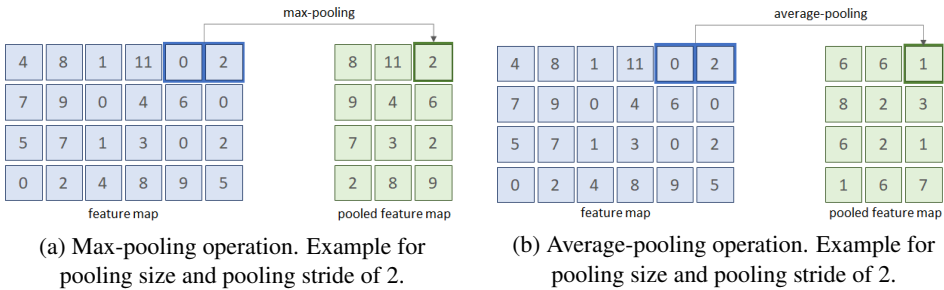 max-pooling
4 8 1 11 0 2
7 9 0 4 6 0
5 7 1 3 0 2
0 2 4 8 9 5
feature map
8 11 2
9 4 6
7 3 2
2 8 9
pooled feature map
(a) Max-pooling operation. Example for
pooling size and pooling stride of 2.
average-pooling
4 8 1 11 0 2
7 9 0 4 6 0
5 7 1 3 0 2
0 2 4 8 9 5
feature map
6 6 1
8 2 3
6 2 1
1 6 7
pooled feature map
(b) Average-pooling operation. Example for
pooling size and pooling stride of 2.